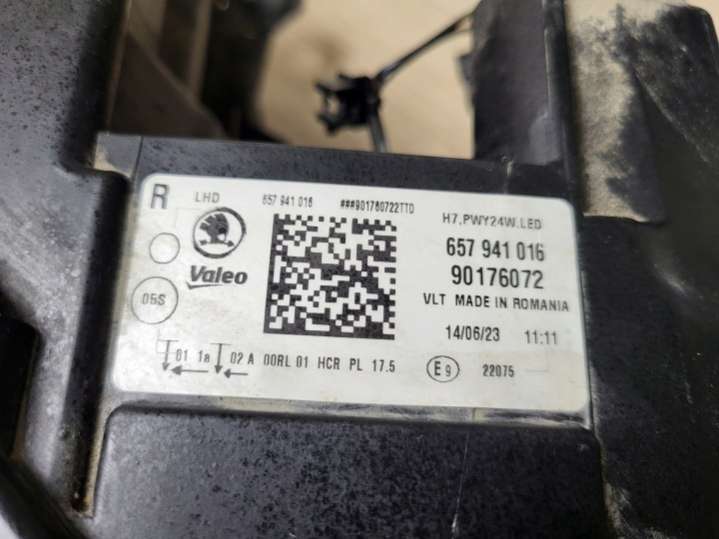 R LHD 657 941 016 ###901760722TTO H7.PWY24W.LED
657 941 016
Valeo 90176072
VLT MADE IN ROMANIA
05S
14/06/23 11:11
01 1a 02 A 00RL 01 HCR PL 17.5 E9 22075